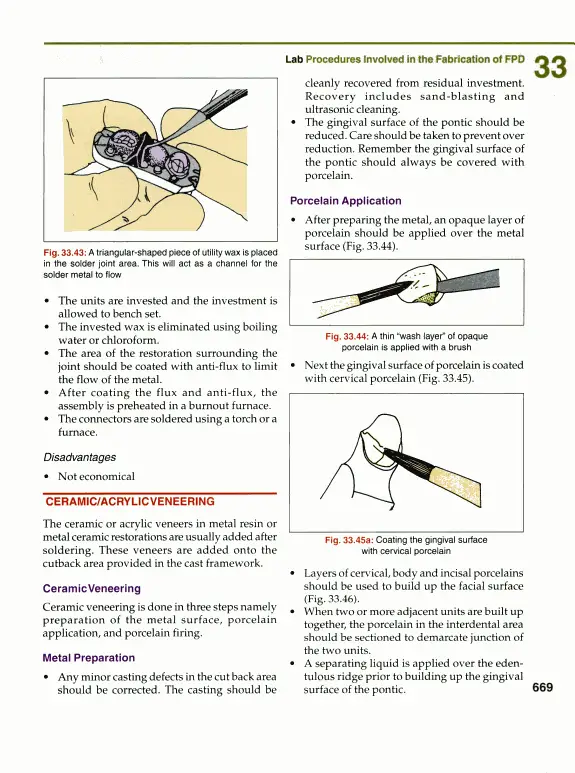 Lab Procedures Involved in the Fabrication of FPD 33
Fig. 33.43: A triangular-shaped piece of utility wax is placed
in the solder joint area. This will act as a channel for the
solder metal to flow
• The units are invested and the investment is
allowed to bench set.
• The invested wax is eliminated using boiling
water or chloroform.
• The area of the restoration surrounding the
joint should be coated with anti-flux to limit
the flow of the metal.
• After coating the flux and anti-flux, the
assembly is preheated in a burnout furnace.
• The connectors are soldered using a torch or a
furnace.
Disadvantages
• Not economical
CERAMIC/ACRYLIC VENEERING
The ceramic or acrylic veneers in metal resin or
metal ceramic restorations are usually added after
soldering. These veneers are added onto the
cutback area provided in the cast framework.
Ceramic Veneering
Ceramic veneering is done in three steps namely
preparation of the metal surface, porcelain
application, and porcelain firing.
Metal Preparation
• Any minor casting defects in the cut back area
should be corrected. The casting should be
cleanly recovered from residual investment.
Recovery includes sand-blasting and
ultrasonic cleaning.
• The gingival surface of the pontic should be
reduced. Care should be taken to prevent over
reduction. Remember the gingival surface of
the pontic should always be covered with
porcelain.
Porcelain Application
• After preparing the metal, an opaque layer of
porcelain should be applied over the metal
surface (Fig. 33.44).
Fig. 33.44: A thin “wash layer” of opaque
porcelain is applied with a brush
• Next the gingival surface of porcelain is coated
with cervical porcelain (Fig. 33.45).
Fig. 33.45a: Coating the gingival surface
with cervical porcelain
• Layers of cervical, body and incisal porcelains
should be used to build up the facial surface
(Fig. 33.46).
• When two or more adjacent units are built up
together, the porcelain in the interdental area
should be sectioned to demarcate junction of
the two units.
• A separating liquid is applied over the eden-
tulous ridge prior to building up the gingival
surface of the pontic.
669